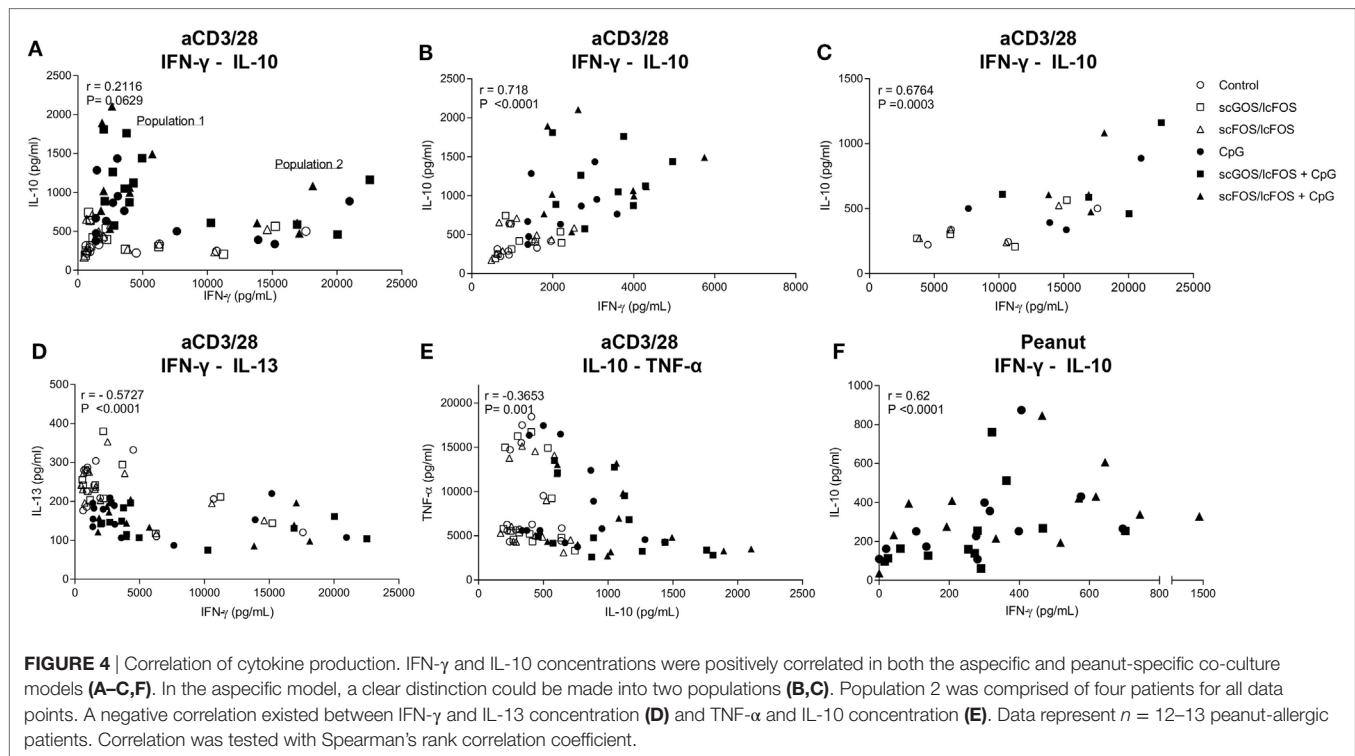 A
aCD3/28
IFN-γ - IL-10
r = 0.2116
P= 0.0629
Population 1
Population 2
IL-10 (pg/ml)
2500
2000
1500
1000
500
0
0 5000 10000 15000 20000 25000
IFN-γ (pg/mL)
B
aCD3/28
IFN-γ - IL-10
r = 0.718
P <0.0001
IL-10 (pg/ml)
2500
2000
1500
1000
500
0
0 2000 4000 6000 8000
IFN-γ (pg/mL)
C
aCD3/28
IFN-γ - IL-10
r = 0.6764
P =0.0003
IL-10 (pg/ml)
1500
1000
500
0
0 5000 10000 15000 20000 25000
IFN-γ (pg/mL)
Control
scGOS/lcFOS
scFOS/lcFOS
CpG
scGOS/lcFOS + CpG
scFOS/lcFOS + CpG
D
aCD3/28
IFN-γ - IL-13
r = - 0.5727
P <0.0001
IL-13 (pg/ml)
500
400
300
200
100
0
0 5000 10000 15000 20000 25000
IFN-γ (pg/mL)
E
aCD3/28
IL-10 - TNF-α
r = -0.3653
P= 0.001
TNF-α (pg/ml)
20000
15000
10000
5000
0
0 500 1000 1500 2000 2500
IL-10 (pg/mL)
F
Peanut
IFN-γ - IL-10
r = 0.62
P <0.0001
IL-10 (pg/ml)
1000
800
600
400
200
0
0 200 400 600 800 1400 1500
IFN-γ (pg/mL)
FIGURE 4 | Correlation of cytokine production. IFN-γ and IL-10 concentrations were positively correlated in both the aspecific and peanut-specific co-culture
models (A–C,F). In the aspecific model, a clear distinction could be made into two populations (B,C). Population 2 was comprised of four patients for all data
points. A negative correlation existed between IFN-γ and IL-13 concentration (D) and TNF-α and IL-10 concentration (E). Data represent n = 12–13 peanut-allergic
patients. Correlation was tested with Spearman's rank correlation coefficient.